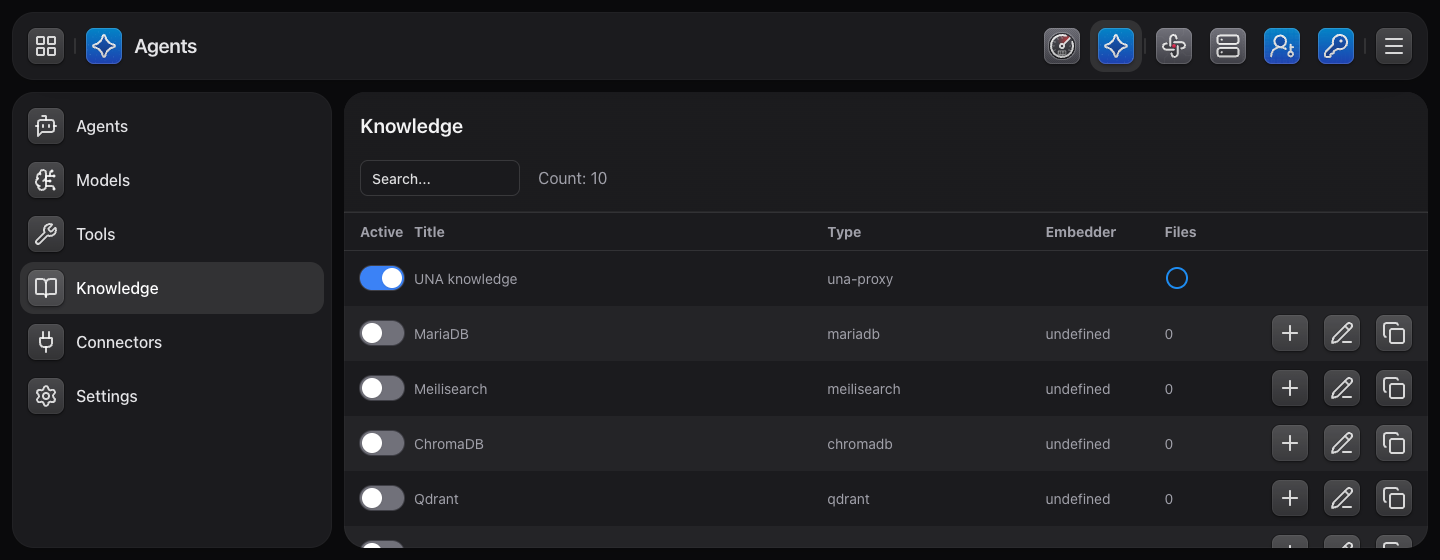 Agents
Agents
Models
Tools
Knowledge
Connectors
Settings
Knowledge
Search...
Count: 10
Active Title Type Embedder Files
UNA knowledge una-proxy
MariaDB mariadb undefined 0
Meilisearch meilisearch undefined 0
ChromaDB chromadb undefined 0
Qdrant qdrant undefined 0